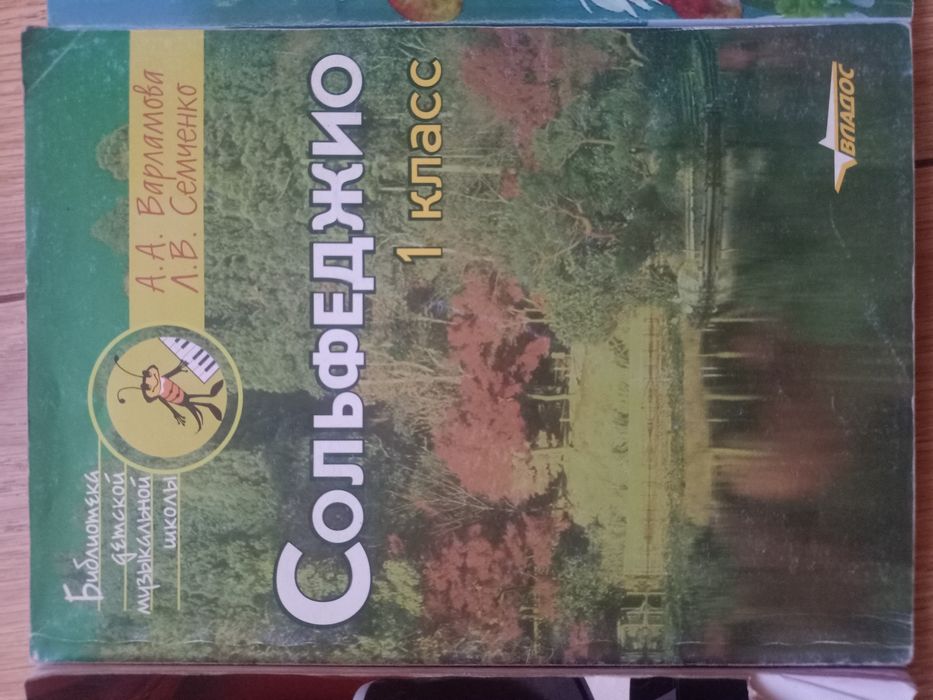 Библиотека
детской
музыкальной
школы
А. А. Варламова
Л. В. Семченко
Сольфеджио
1 класс
ВЛАДОС